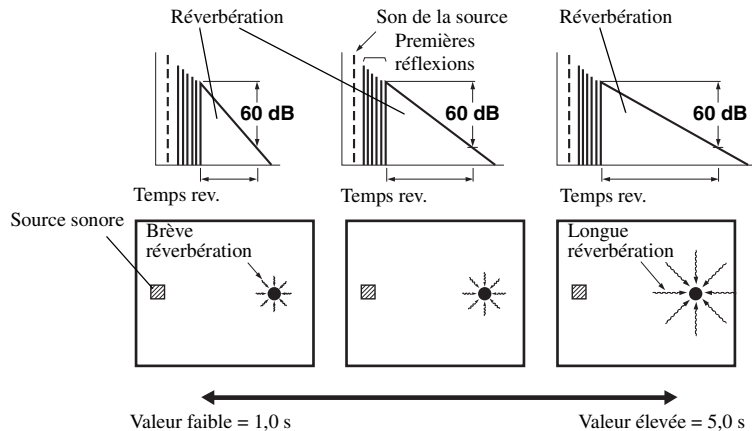 Réverbération
Son de la source
Réverbération
Premières
réflexions
60 dB
60 dB
60 dB
Temps rev.
Temps rev.
Temps rev.
Source sonore
Brève
réverbération
Longue
réverbération
Valeur faible = 1,0 s
Valeur élevée = 5,0 s